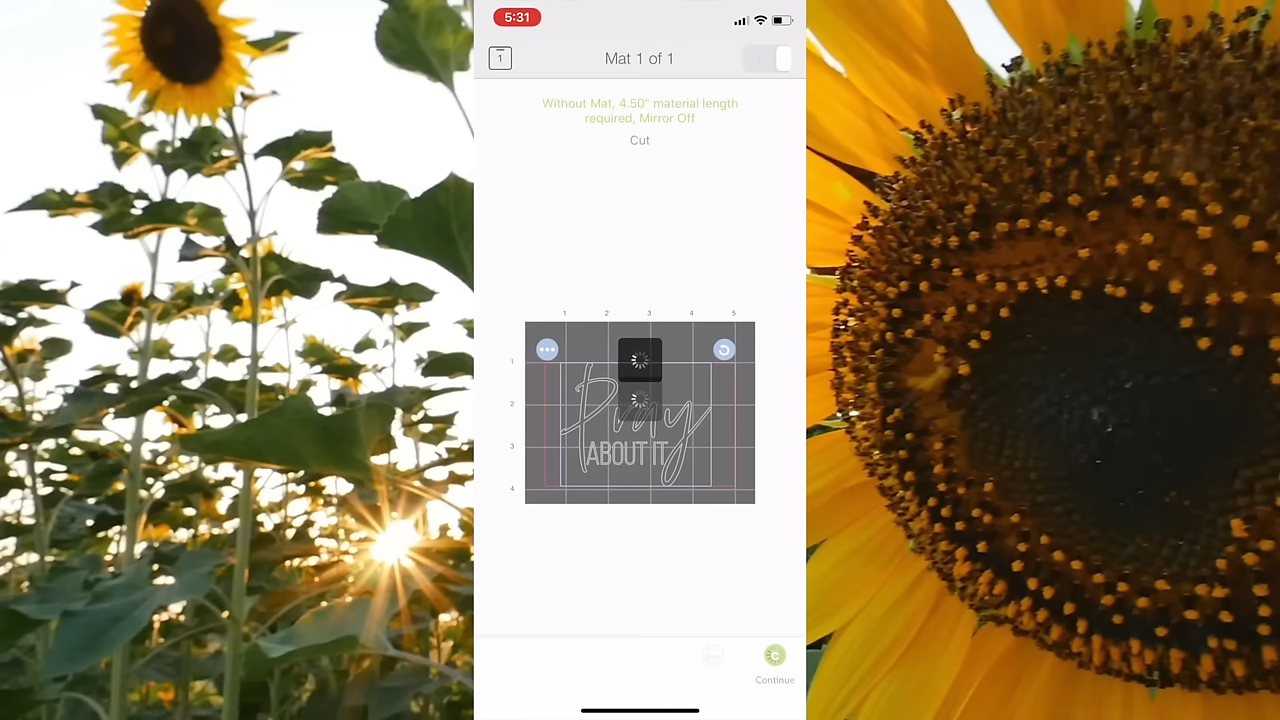 5:31
1
Mat 1 of 1
Without Mat, 4.50" material length
required, Mirror Off
Cut
1 2 3 4 5
1
2
3
4
Pray
ABOUT IT
C
Continue